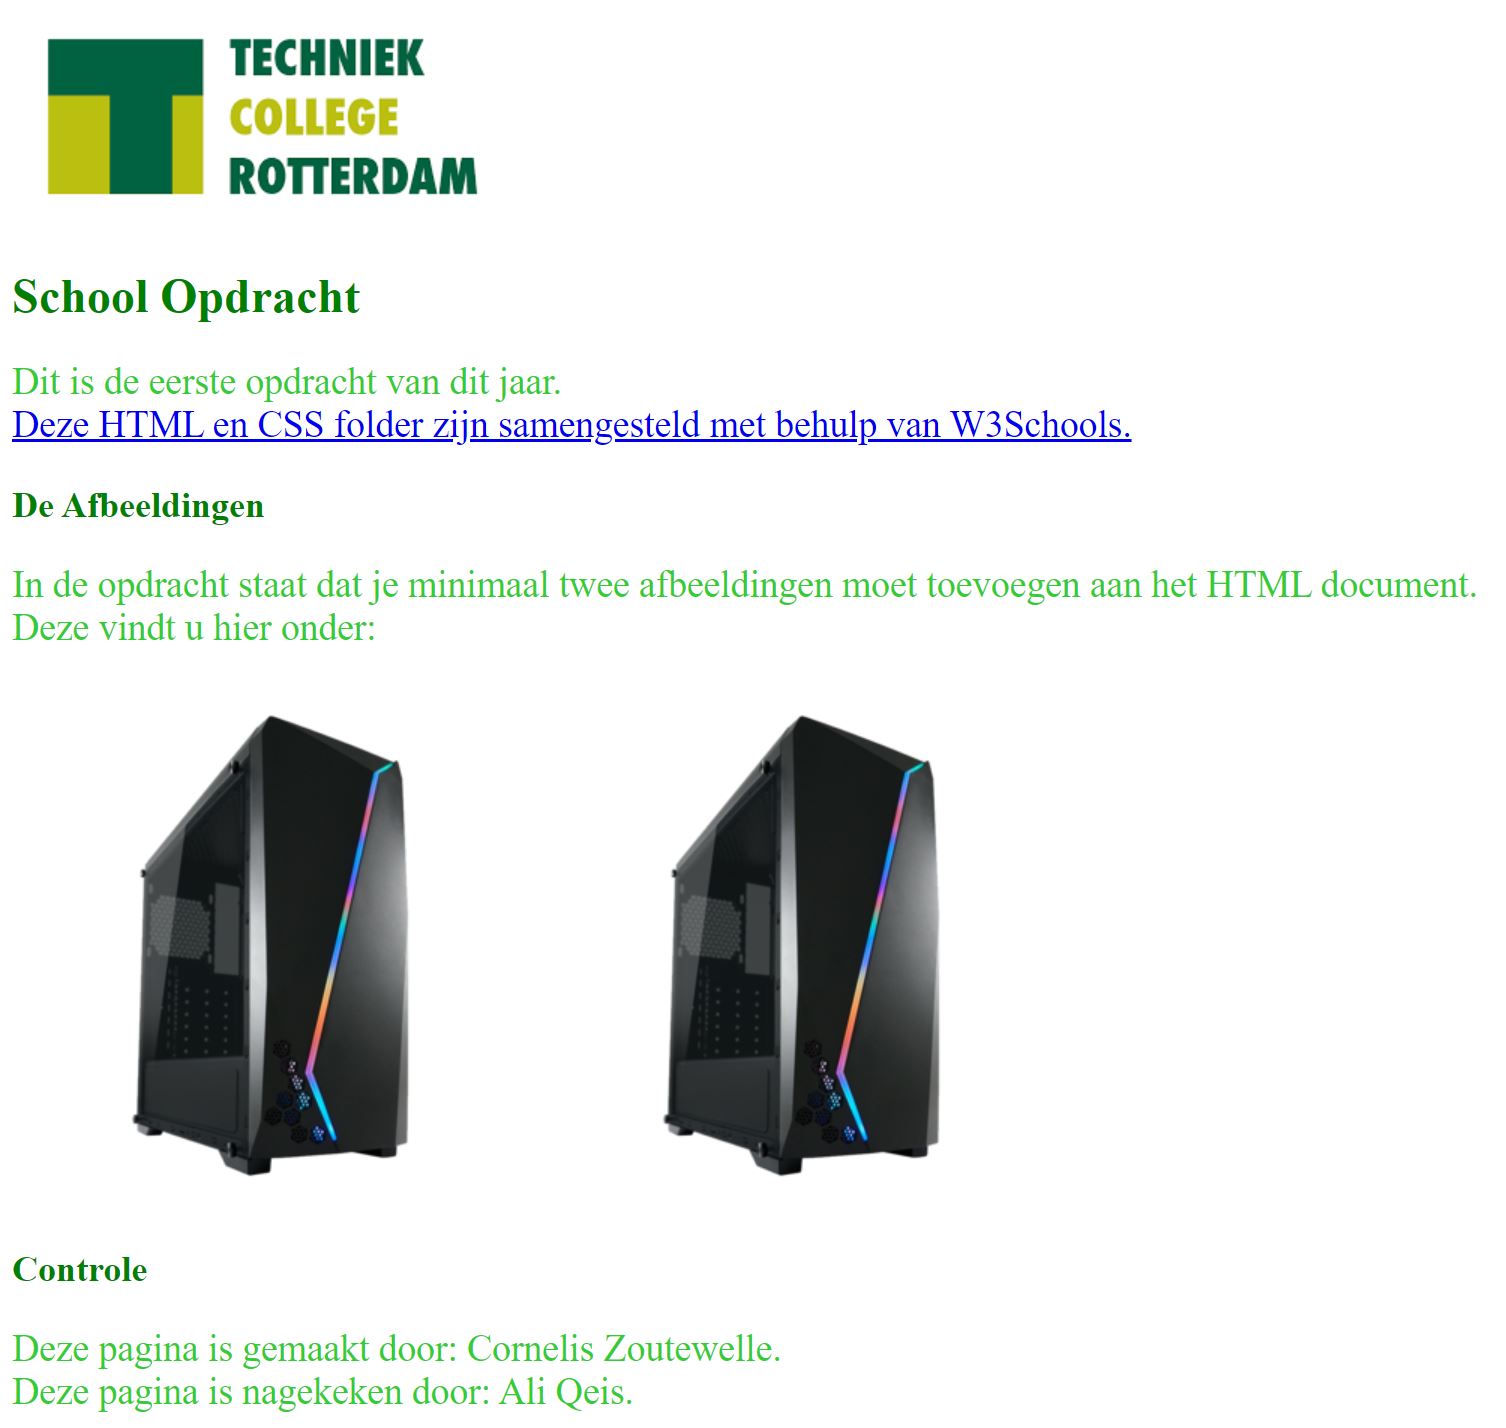 TECHNIEK
COLLEGE
ROTTERDAM
School Opdracht
Dit is de eerste opdracht van dit jaar.
Deze HTML en CSS folder zijn samengesteld met behulp van W3Schools.
De Afbeeldingen
In de opdracht staat dat je minimaal twee afbeeldingen moet toevoegen aan het HTML document.
Deze vindt u hier onder:
Controle
Deze pagina is gemaakt door: Cornelis Zoutewelle.
Deze pagina is nagekeken door: Ali Qeis.